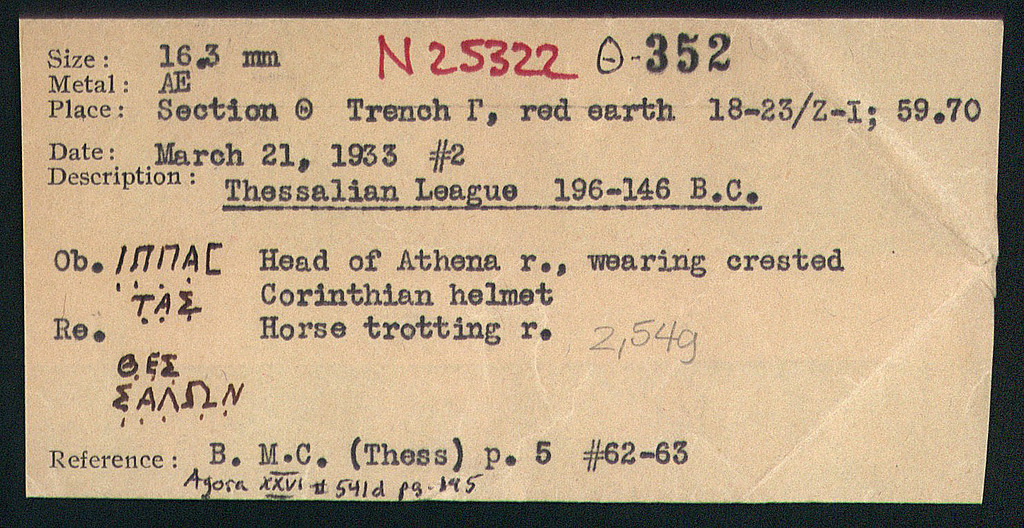 Size: 16.3 mm N 25322 Θ-352
Metal: AE
Place: Section Θ Trench Γ, red earth 18-23/Z-I; 59.70
Date: March 21, 1933 #2
Description:
Thessalian League 196-146 B.C.
Ob. ΙΠΠΑΣ Head of Athena r., wearing crested
ΤΑΣ Corinthian helmet
Re. Horse trotting r. 2,54g
ΘΕΣ
ΣΑΛΩΝ
Reference: B. M.C. (Thess) p. 5 #62-63
Agora XXVI # 541d pg. 195